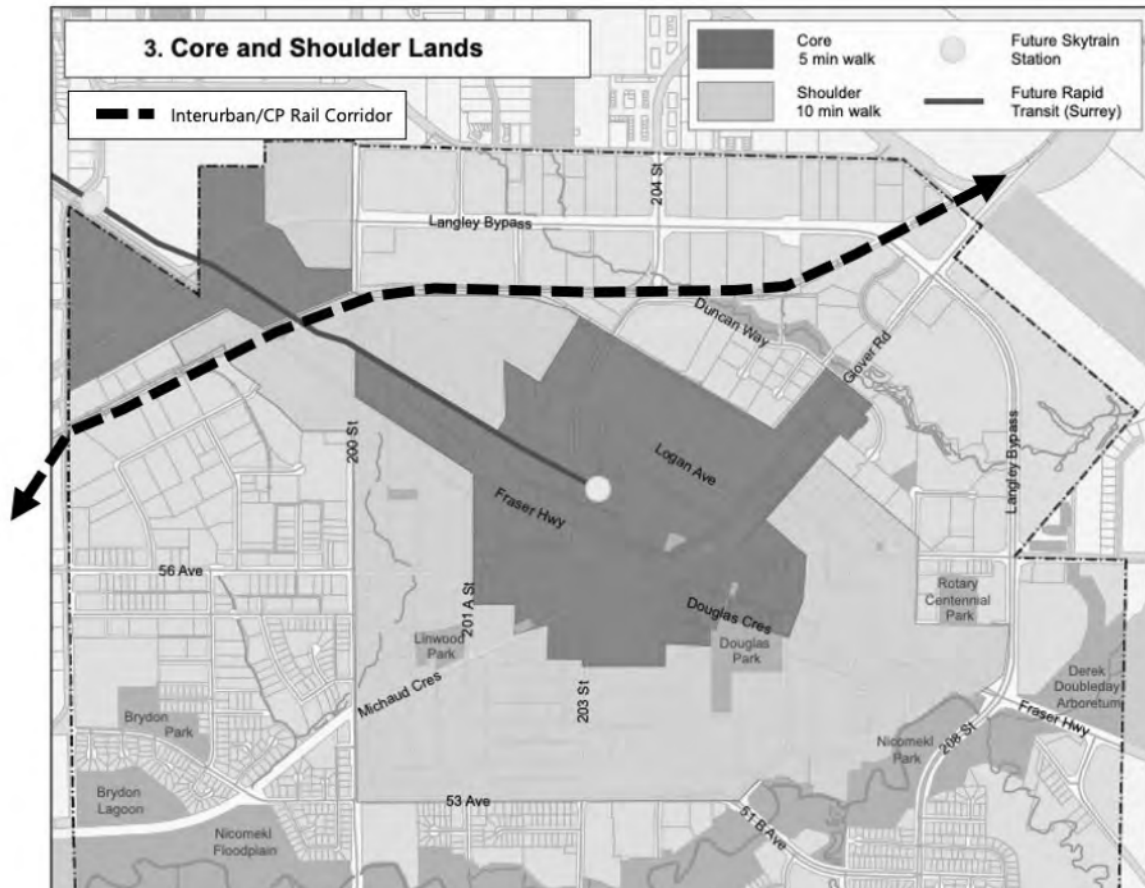 3. Core and Shoulder Lands
Interurban/CP Rail Corridor
Core
5 min walk
Future Skytrain
Station
Shoulder
10 min walk
Future Rapid
Transit (Surrey)
204 St
Langley Bypass
Duncan Way
Glover Rd
200 St
Logan Ave
Langley Bypass
Fraser Hwy
56 Ave
201 A St
Rotary
Centennial
Park
Douglas Cres
Linwood
Park
Douglas
Park
Michaud Cres
203 St
Derek
Doubleday
Arboretum
Fraser Hwy
Brydon
Park
208 St
Nicomekl
Park
Brydon
Lagoon
53 Ave
51 B Ave
Nicomekl
Floodplain